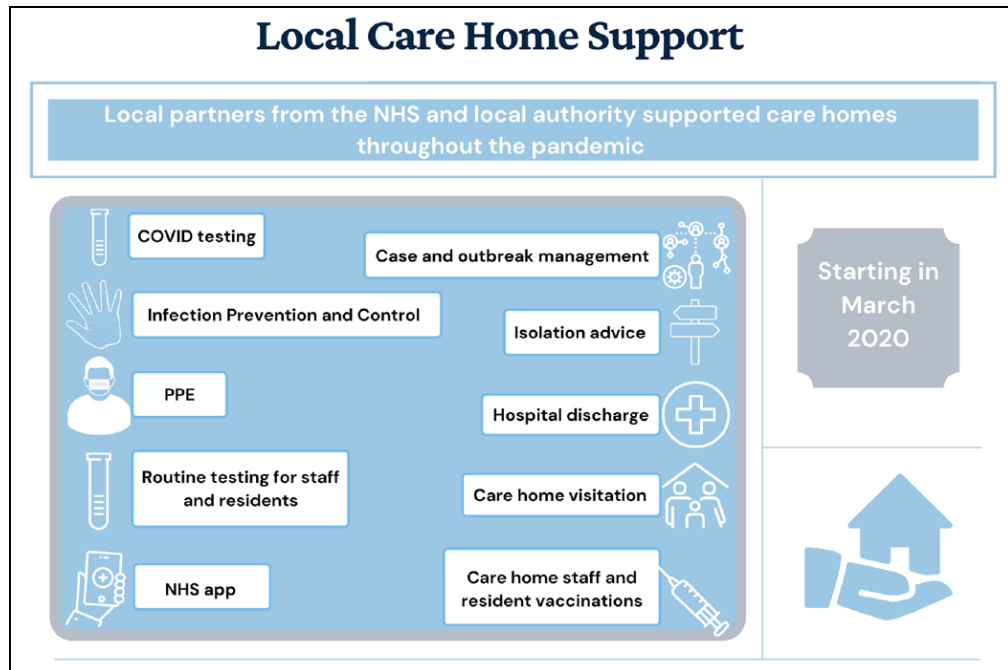 Local Care Home Support
Local partners from the NHS and local authority supported care homes
throughout the pandemic
COVID testing
Infection Prevention and Control
PPE
Routine testing for staff
and residents
NHS app
Case and outbreak management
Isolation advice
Hospital discharge
Care home visitation
Care home staff and
resident vaccinations
Starting in
March
2020